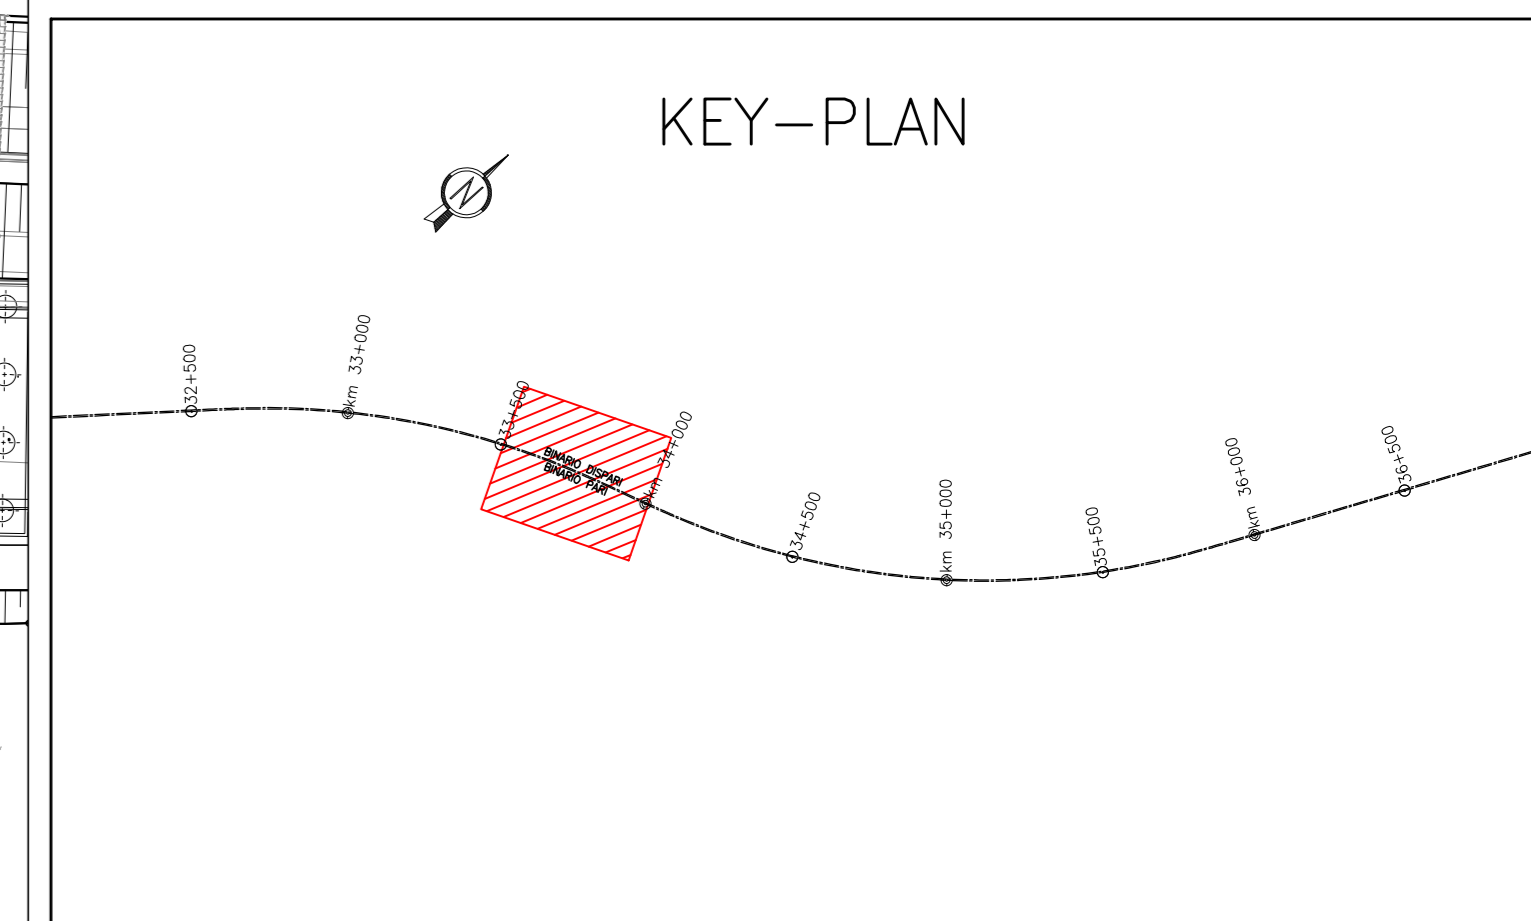 KEY-PLAN
N
32+500
km 33+000
33+500
BINARIO DISPARI
BINARIO PARI
km 34+000
34+500
km 35+000
35+500
km 36+000
36+500